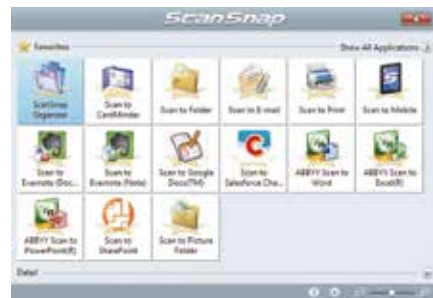 ScanSnap
Favorites
Show All Applications
ScanSnap Organizer
Scan to CardMinder
Scan to Folder
Scan to E-mail
Scan to Print
Scan to Mobile
Scan to Evernote (Doc...
Scan to Evernote (Note)
Scan to Google Docs(TM)
Scan to Salesforce Cha...
ABBYY Scan to Word
ABBYY Scan to Excel(R)
ABBYY Scan to PowerPoint(R)
Scan to SharePoint
Scan to Picture Folder
Detail